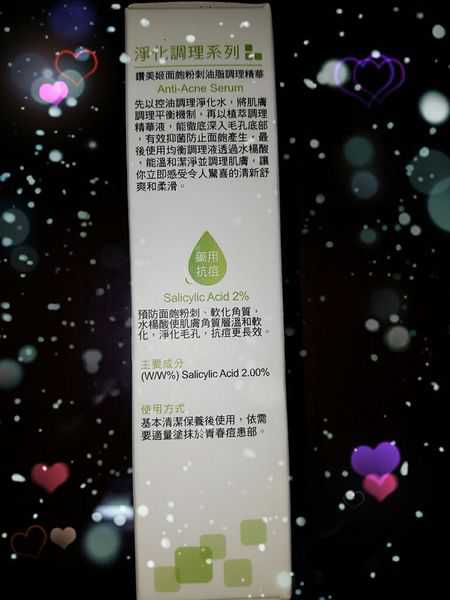 淨化調理系列
讚美姬面皰粉刺油脂調理精華
Anti-Acne Serum
先以控油調理淨化水，將肌膚
調理平衡機制，再以植萃調理
精華液，能徹底深入毛孔底部
，有效抑菌防止面皰產生，最
後使用均衡調理液透過水楊酸
，能溫和潔淨並調理肌膚，讓
你立即感受令人驚喜的清新舒
爽和柔滑。
藥用
抗痘
Salicylic Acid 2%
預防面皰粉刺、軟化角質，
水楊酸使肌膚角質層溫和軟
化，淨化毛孔，抗痘更長效。
主要成分
(W/W%) Salicylic Acid 2.00%
使用方式
基本清潔保養後使用，依需
要適量塗抹於青春痘患部。